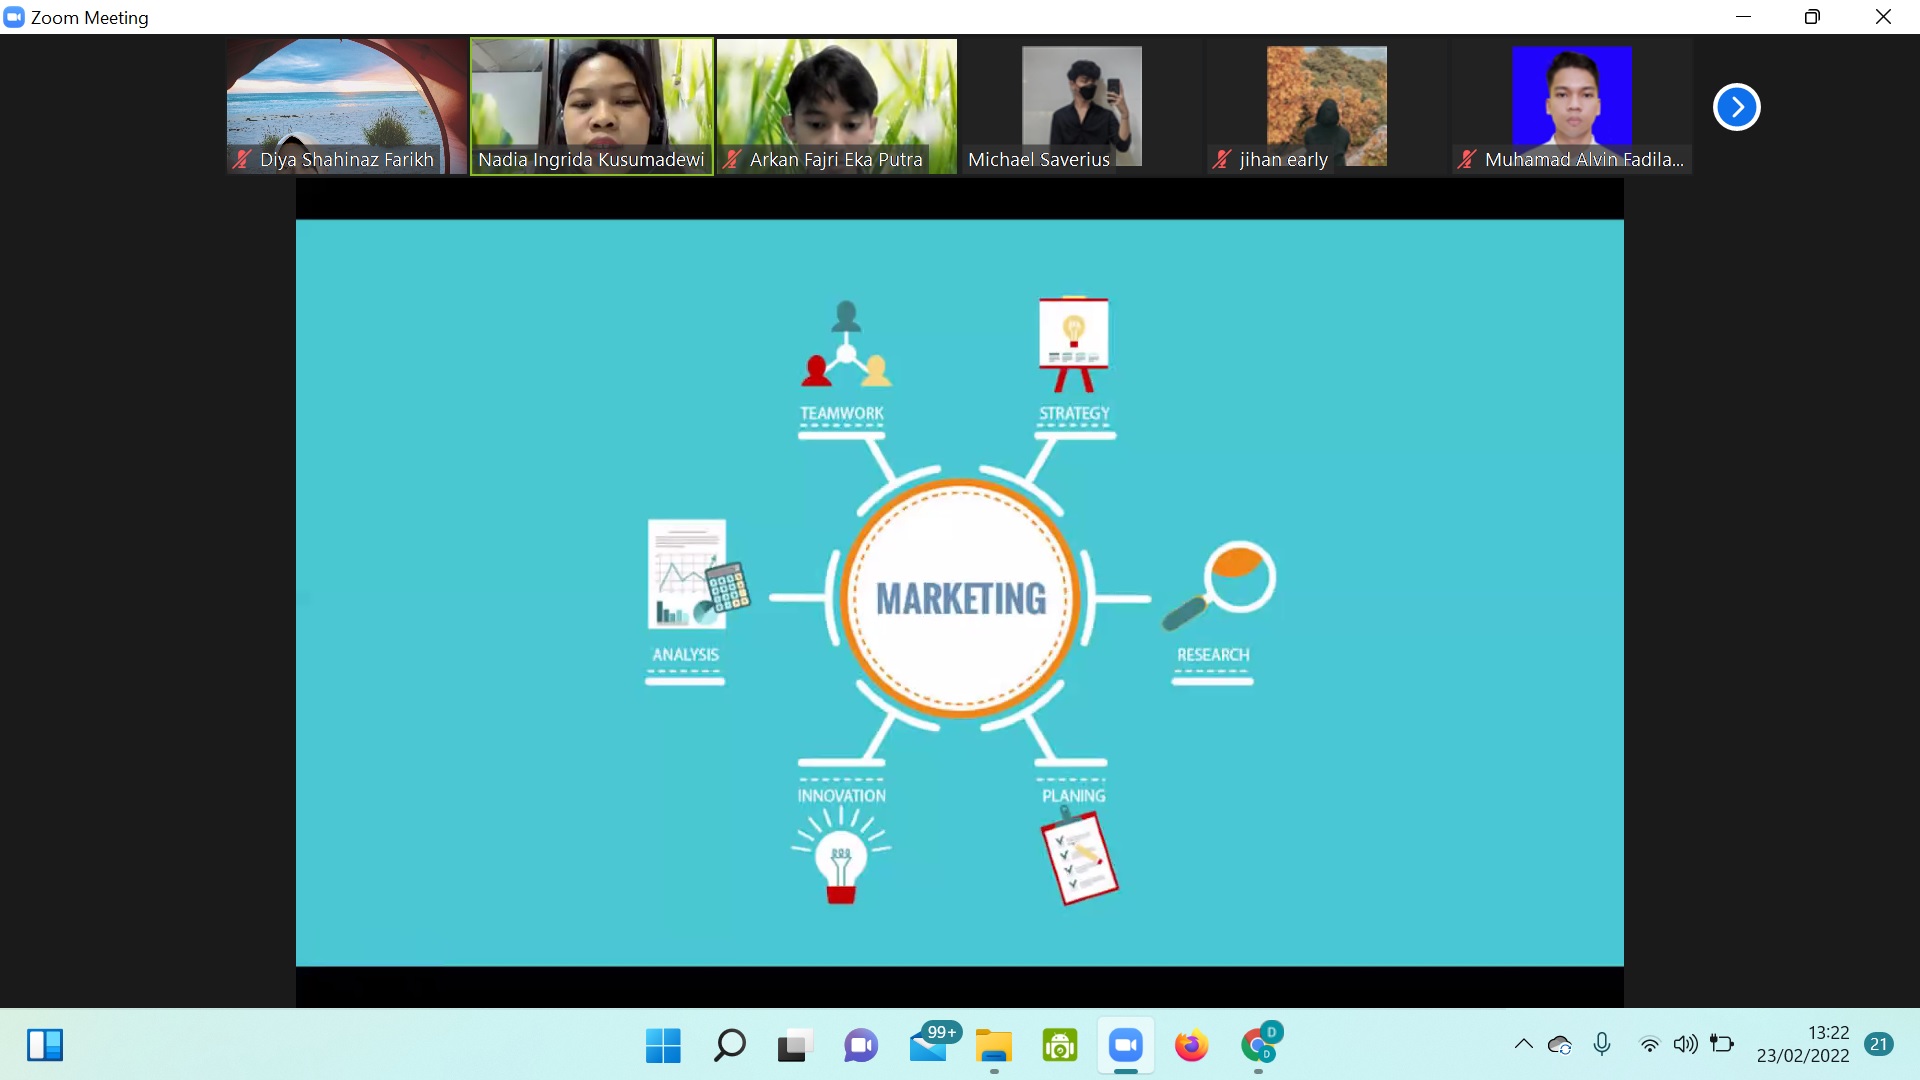 Zoom Meeting
Diya Shahinaz Farikh
Nadia Ingrida Kusumadewi
Arkan Fajri Eka Putra
Michael Saverius
jihan early
Muhamad Alvin Fadila...
TEAMWORK
STRATEGY
MARKETING
ANALYSIS
RESEARCH
INNOVATION
PLANING
99+
D
D
13:22
23/02/2022
21